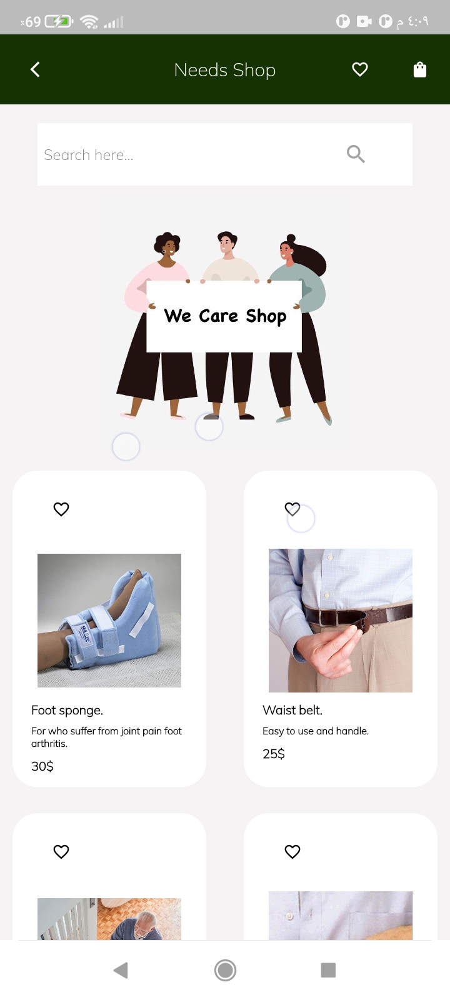 ٪69
٤:٠٩ م
Needs Shop
Search here...
We Care Shop
Foot sponge.
For who suffer from joint pain foot
arthritis.
30$
Waist belt.
Easy to use and handle.
25$